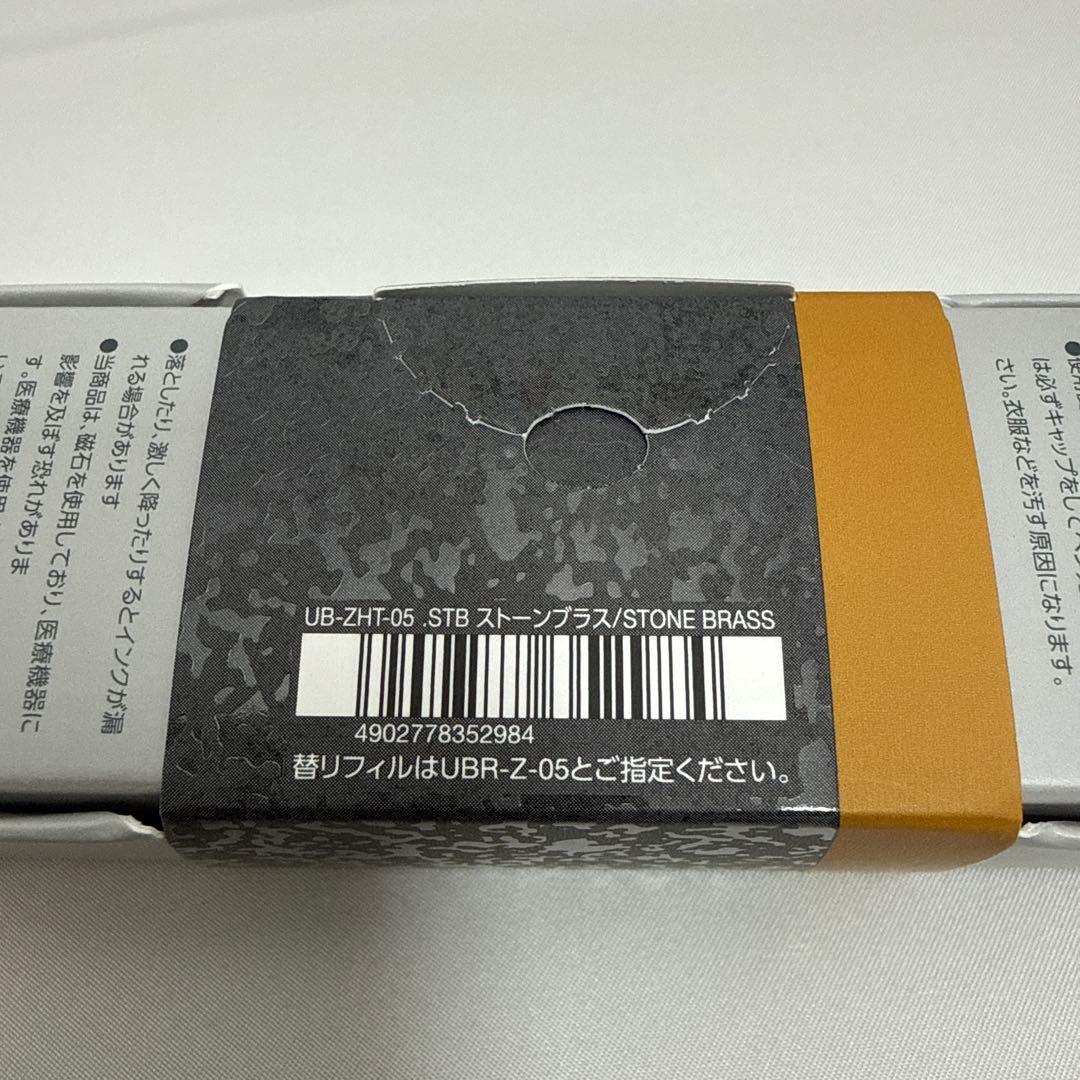 ●落としたり、激しく降ったりするとインクが漏
れる場合があります
●当商品は、磁石を使用しており、医療機器に
影響を及ぼす恐れがありま
す。医療機器を使用
UB-ZHT-05 .STB ストーンブラス/STONE BRASS
4902778352984
替リフィルはUBR-Z-05とご指定ください。
は必ずキャップをして
さい。衣服などを汚す原因になります。